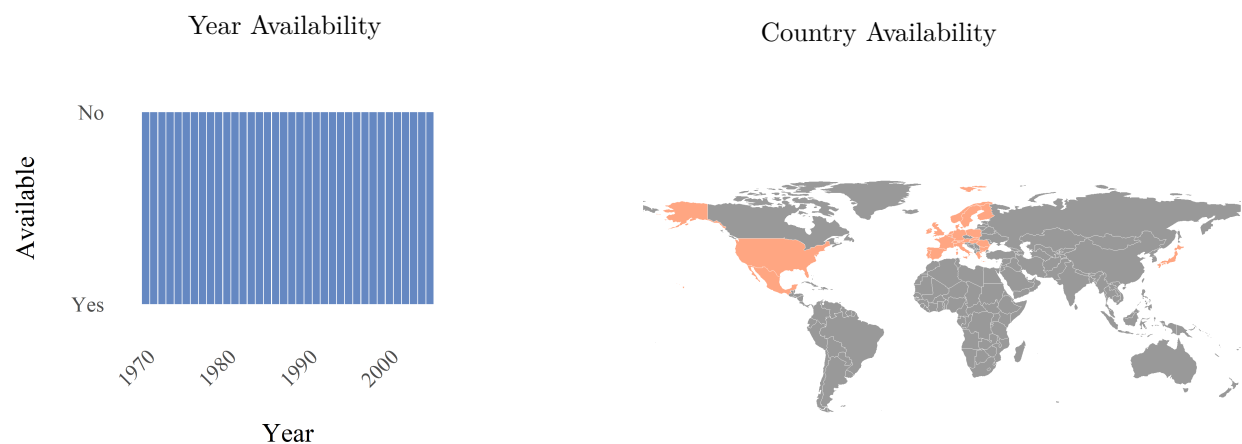 Year Availability
No
Available
Yes
1970
1980
1990
2000
Year
Country Availability